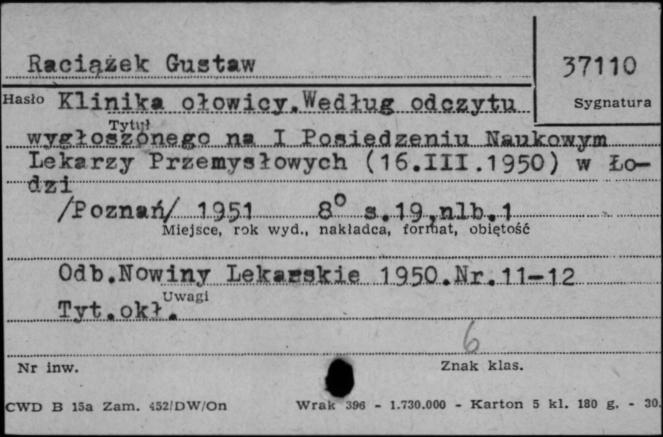 Raciążek Gustaw
37110
Hasło
Sygnatura
Klinika ołowicy.Według odczytu
Tytuł
wygłoszonego na I Posiedzeniu Naukowym
Lekarzy Przemysłowych (16.III.1950) w Ło-
dzi
/Poznań/ 1951 8° s.19,nlb.1
Miejsce, rok wyd., nakładca, format, objętość
Odb.Nowiny Lekarskie 1950.Nr.11-12
Uwagi
Tyt.okł.
6
Nr inw.
Znak klas.
CWD B 15a Zam. 452/DW/On Wrak 396 - 1.730.000 - Karton 5 kl. 180 g. - 30.